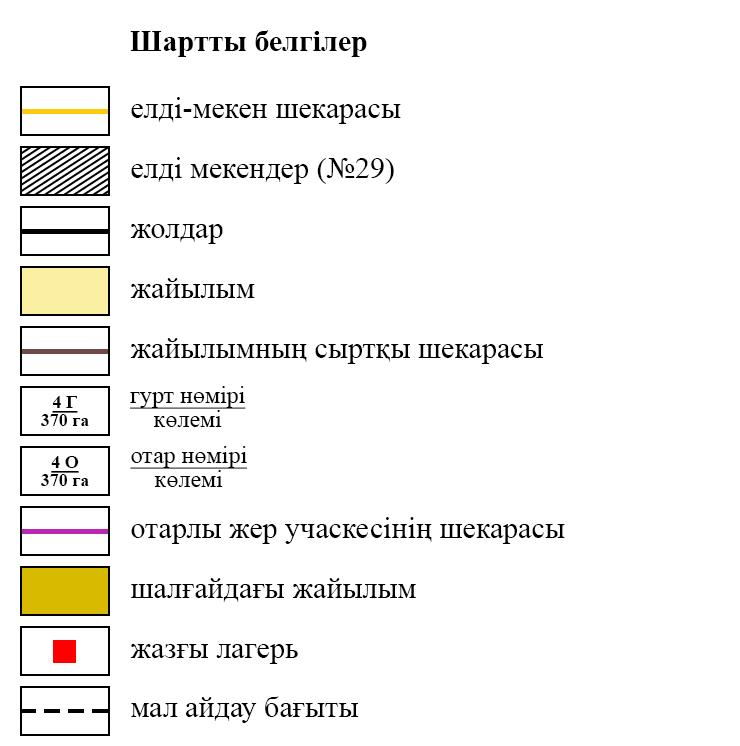 Шартты белгілер
елді-мекен шекарасы
елді мекендер (№29)
жолдар
жайылым
жайылымның сыртқы шекарасы
4 Г
370 га
гурт нөмірі
көлемі
4 О
370 га
отар нөмірі
көлемі
отарлы жер учаскесінің шекарасы
шалғайдағы жайылым
жазғы лагерь
мал айдау бағыты